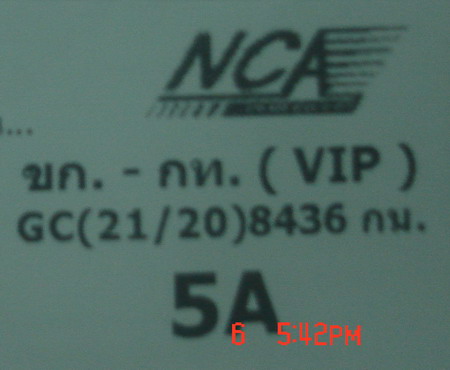 NCA
ขก. - กท. ( VIP )
GC(21/20)8436 กม.
5A
6 5:42PM